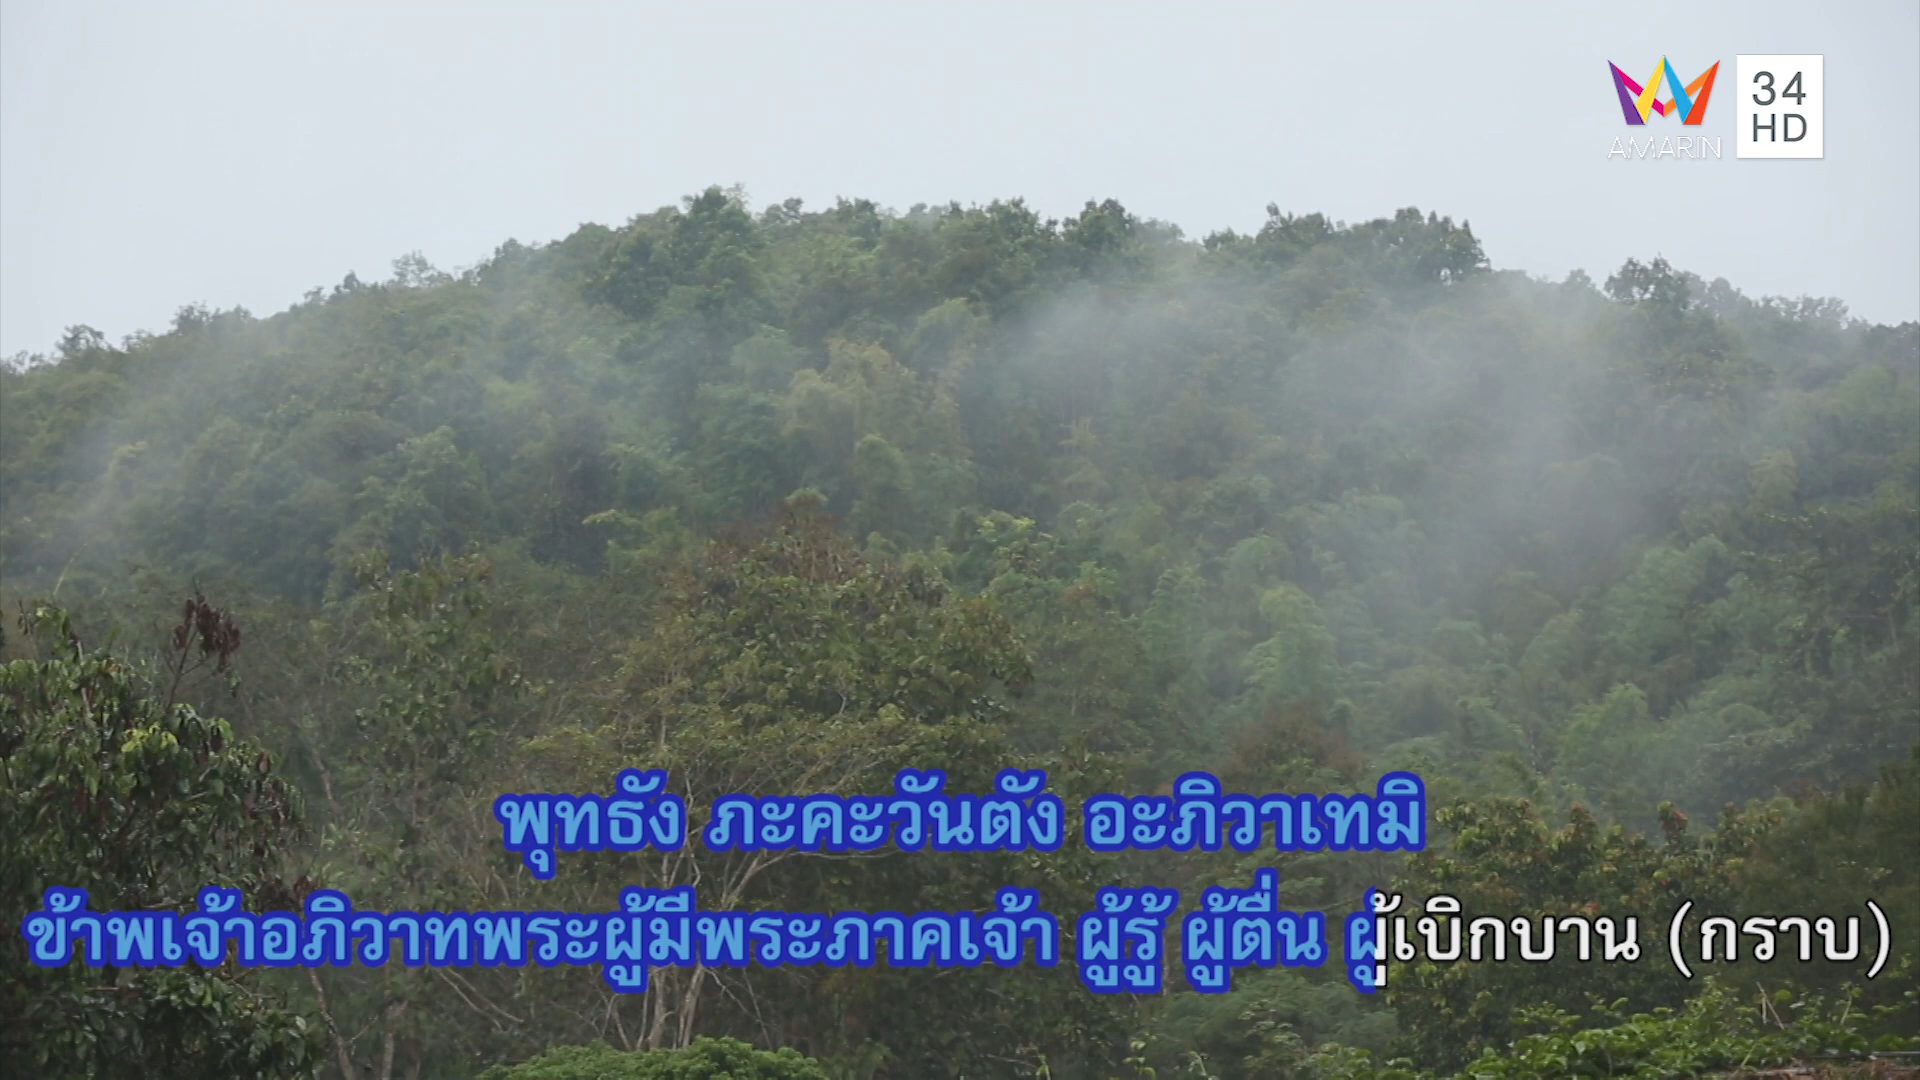 AMARIN
34
HD
พุทธัง ภะคะวันตัง อะภิวาเทมิ
ข้าพเจ้าอภิวาทพระผู้มีพระภาคเจ้า ผู้รู้ ผู้ตื่น ผู้เบิกบาน (กราบ)